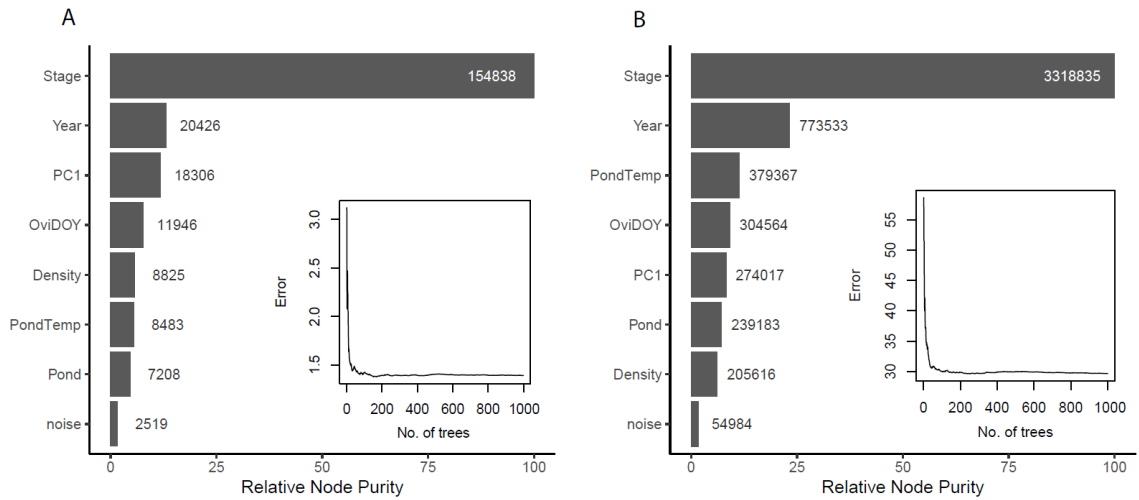 A
Stage
154838
Year
20426
PC1
18306
OviDOY
11946
Density
8825
PondTemp
8483
Pond
7208
noise
2519
0 25 50 75 100
Relative Node Purity
Error
3.0
2.5
2.0
1.5
0 200 400 600 1000
No. of trees
B
Stage
3318835
Year
773533
PondTemp
379367
OviDOY
304564
PC1
274017
Pond
239183
Density
205616
noise
54984
0 25 50 75 100
Relative Node Purity
Error
55
50
45
40
35
30
0 200 400 600 1000
No. of trees